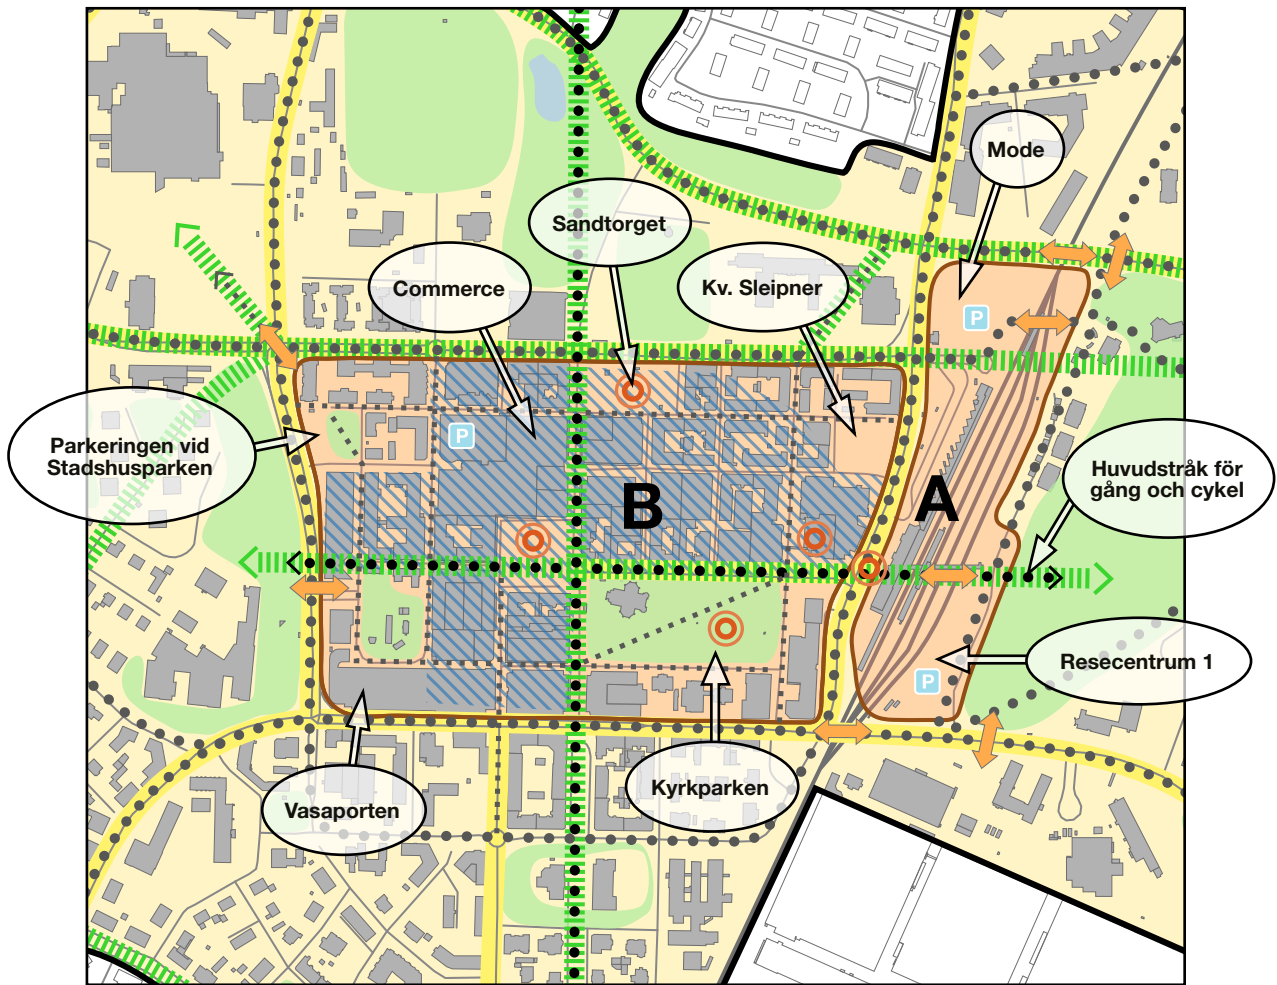 Mode
Sandtorget
Commerce
Kv. Sleipner
P
P
Parkeringen vid
Stadshusparken
Huvudstråk för
gång och cykel
B
A
Resecentrum 1
P
Kyrkparken
Vasaporten